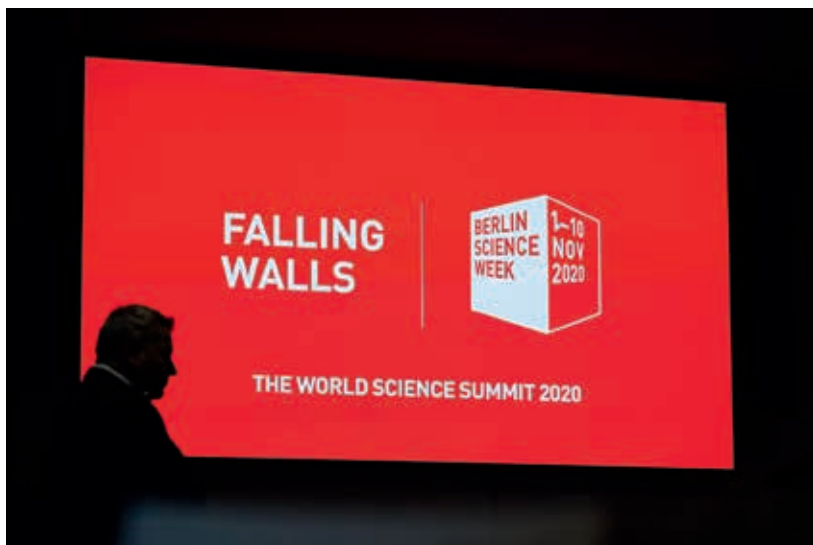 FALLING
WALLS
BERLIN
SCIENCE
WEEK
1–10
NOV
2020
THE WORLD SCIENCE SUMMIT 2020